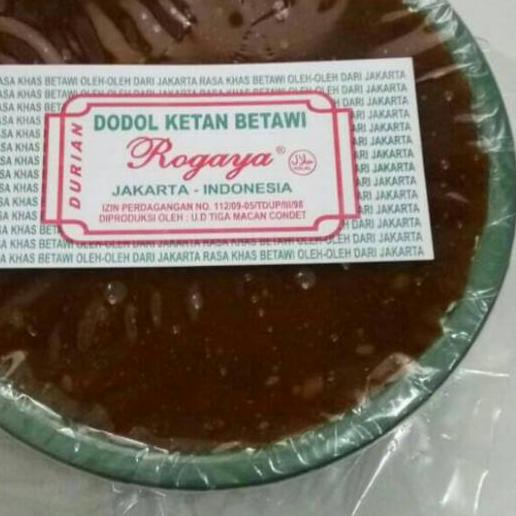 RASA KHAS BETAWI OLEH-OLEH DARI JAKARTA RASA KHAS BETAWI OLEH-OLEH DARI JAKARTA
DURIAN
DODOL KETAN BETAWI
Rogaya®
حلال
HALAL
JAKARTA - INDONESIA
IZIN PERDAGANGAN NO. 112/09-05/TDUP/III/98
DIPRODUKSI OLEH : U.D TIGA MACAN CONDET
BETAWI OLEH-OLEH DARI JAKARTA RASA KHAS BETAWI OLEH-OLEH DARI JAKARTA